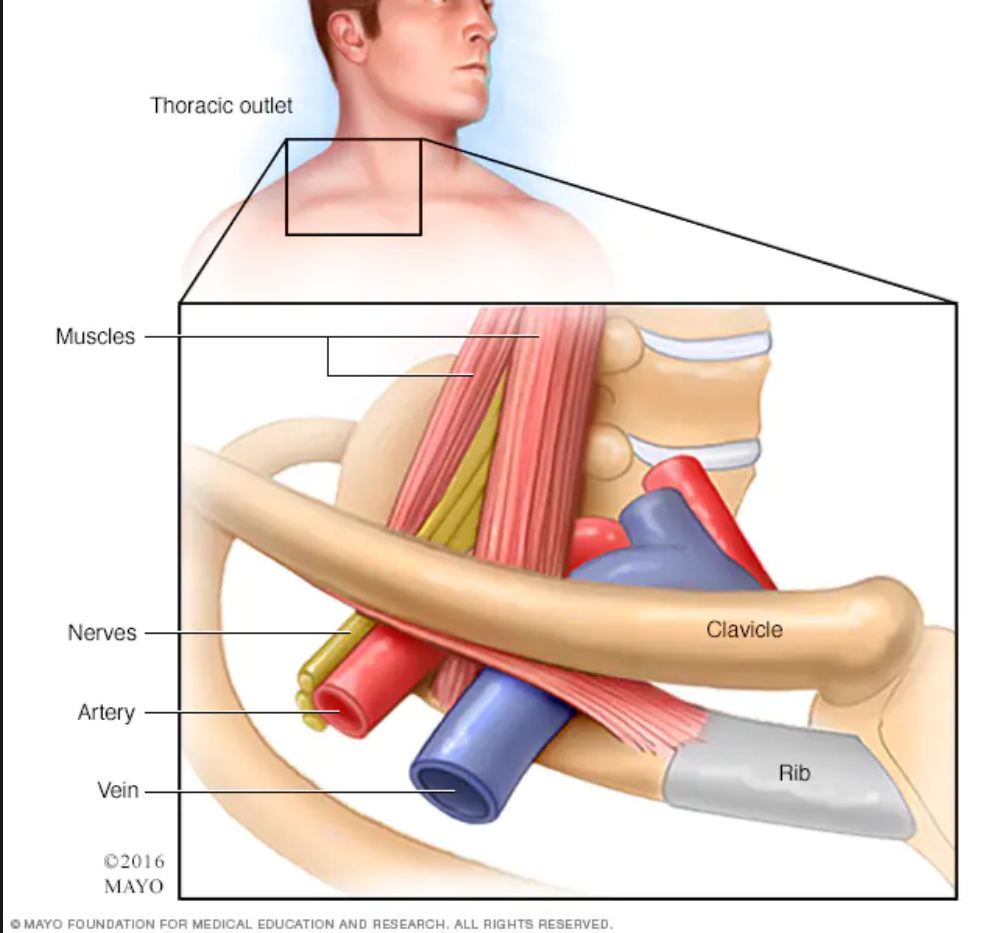 Thoracic outlet
Muscles
Nerves
Clavicle
Artery
Rib
Vein
©2016
MAYO
© MAYO FOUNDATION FOR MEDICAL EDUCATION AND RESEARCH. ALL RIGHTS RESERVED.